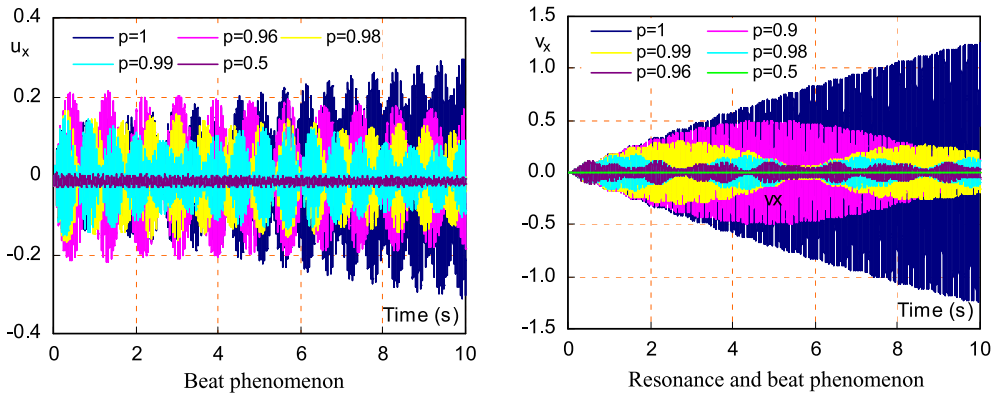 0.4
u_x
p=1 p=0.96 p=0.98
p=0.99 p=0.5
0.2
0
-0.2
-0.4
Time (s)
0 2 4 6 8 10
Beat phenomenon
1.5
v_x
p=1 p=0.9
p=0.99 p=0.98
p=0.96 p=0.5
1.0
0.5
0.0
vx
-0.5
-1.0
-1.5
Time (s)
0 2 4 6 8 10
Resonance and beat phenomenon